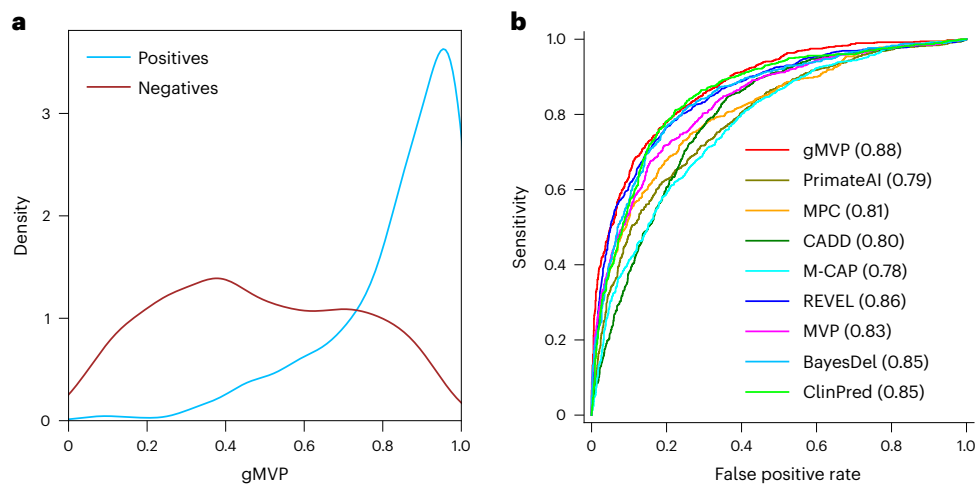 a
Positives
Negatives
Density
3
2
1
0
0
0.2
0.4
0.6
0.8
1.0
gMVP
b
Sensitivity
1.0
0.8
0.6
0.4
0.2
0
gMVP (0.88)
PrimateAI (0.79)
MPC (0.81)
CADD (0.80)
M-CAP (0.78)
REVEL (0.86)
MVP (0.83)
BayesDel (0.85)
ClinPred (0.85)
0
0.2
0.4
0.6
0.8
1.0
False positive rate